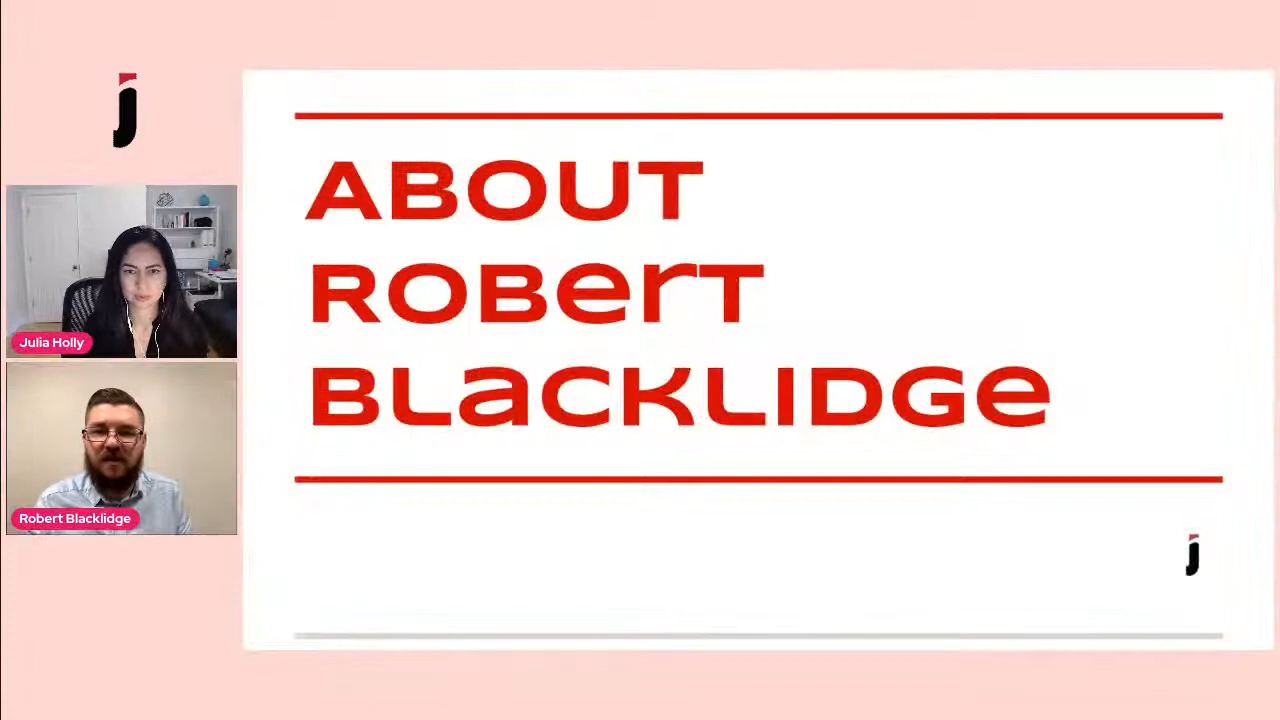 j
Julia Holly
Robert Blacklidge
ABOUT
ROBerT
BLaCKLIDGe
j